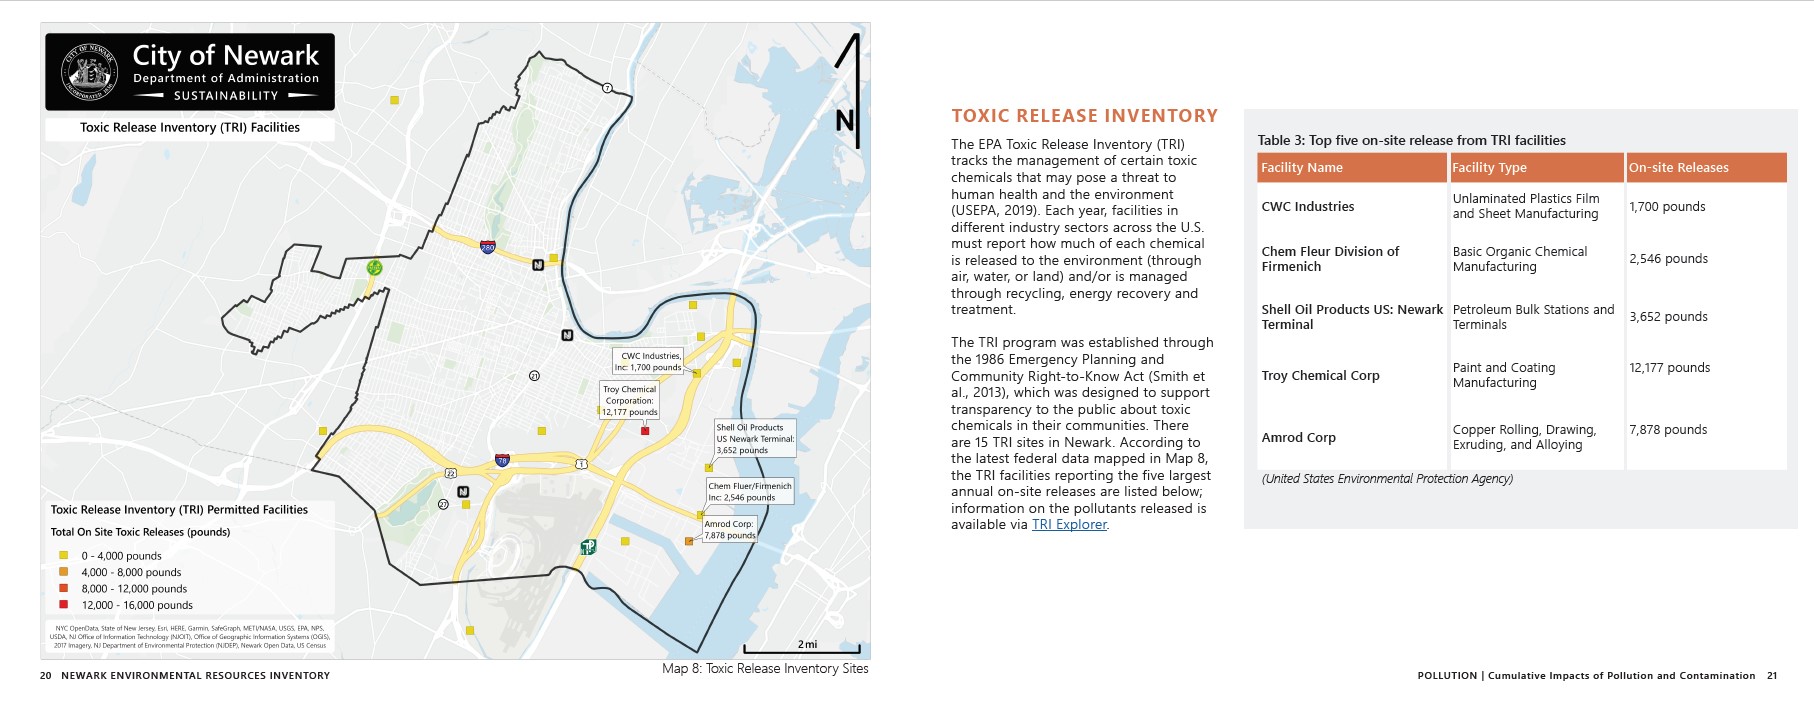 City of Newark
Department of Administration
SUSTAINABILITY
CITY OF NEWARK
Toxic Release Inventory (TRI) Facilities
N
7
280
N
N
21
CWC Industries,
Inc: 1,700 pounds
Troy Chemical
Corporation:
12,177 pounds
Shell Oil Products
US Newark Terminal:
3,652 pounds
78
1
22
N
27
Chem Fluer/Firmenich
Inc: 2,546 pounds
Amrod Corp:
7,878 pounds
Toxic Release Inventory (TRI) Permitted Facilities
Total On Site Toxic Releases (pounds)
0 - 4,000 pounds
4,000 - 8,000 pounds
8,000 - 12,000 pounds
12,000 - 16,000 pounds
NYC OpenData, State of New Jersey, Esri, HERE, Garmin, SafeGraph, METI/NASA, USGS, EPA, NPS,
USDA, NJ Office of Information Technology (NJOIT), Office of Geographic Information Systems (OGIS),
2017 Imagery, NJ Department of Environmental Protection (NJDEP), Newark Open Data, US Census
2 mi
Map 8: Toxic Release Inventory Sites
20 NEWARK ENVIRONMENTAL RESOURCES INVENTORY
TOXIC RELEASE INVENTORY
The EPA Toxic Release Inventory (TRI)
tracks the management of certain toxic
chemicals that may pose a threat to
human health and the environment
(USEPA, 2019). Each year, facilities in
different industry sectors across the U.S.
must report how much of each chemical
is released to the environment (through
air, water, or land) and/or is managed
through recycling, energy recovery and
treatment.
The TRI program was established through
the 1986 Emergency Planning and
Community Right-to-Know Act (Smith et
al., 2013), which was designed to support
transparency to the public about toxic
chemicals in their communities. There
are 15 TRI sites in Newark. According to
the latest federal data mapped in Map 8,
the TRI facilities reporting the five largest
annual on-site releases are listed below;
information on the pollutants released is
available via TRI Explorer.
Table 3: Top five on-site release from TRI facilities
Facility Name Facility Type On-site Releases
CWC Industries Unlaminated Plastics Film
and Sheet Manufacturing 1,700 pounds
Chem Fleur Division of
Firmenich Basic Organic Chemical
Manufacturing 2,546 pounds
Shell Oil Products US: Newark
Terminal Petroleum Bulk Stations and
Terminals 3,652 pounds
Troy Chemical Corp Paint and Coating
Manufacturing 12,177 pounds
Amrod Corp Copper Rolling, Drawing,
Exruding, and Alloying 7,878 pounds
(United States Environmental Protection Agency)
POLLUTION | Cumulative Impacts of Pollution and Contamination 21